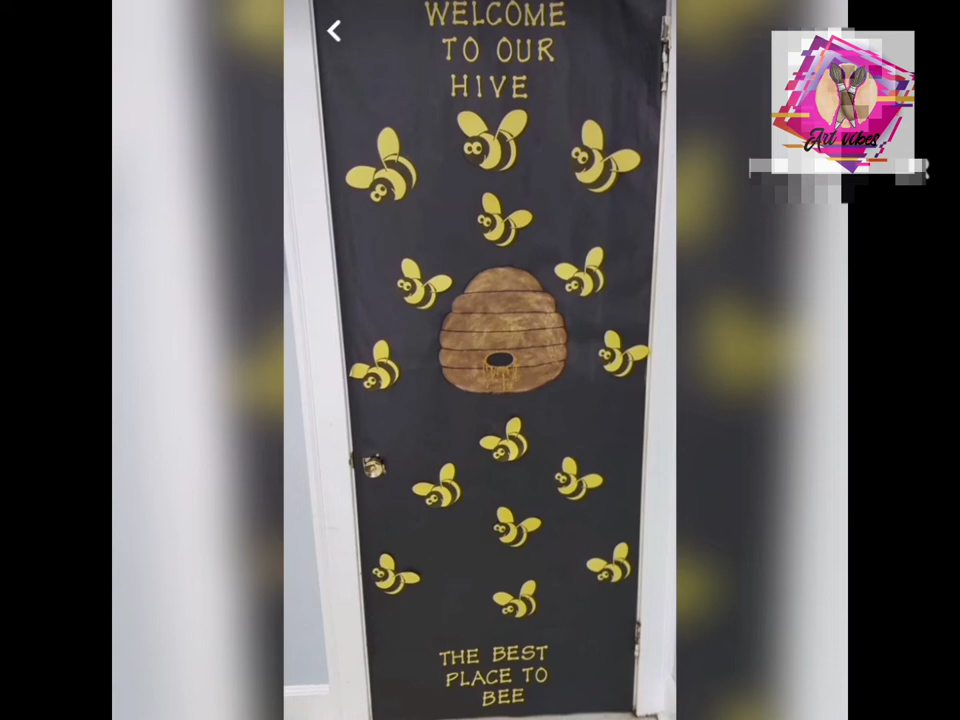 WELCOME
TO OUR
HIVE
Art vibes
THE BEST
PLACE TO
BEE